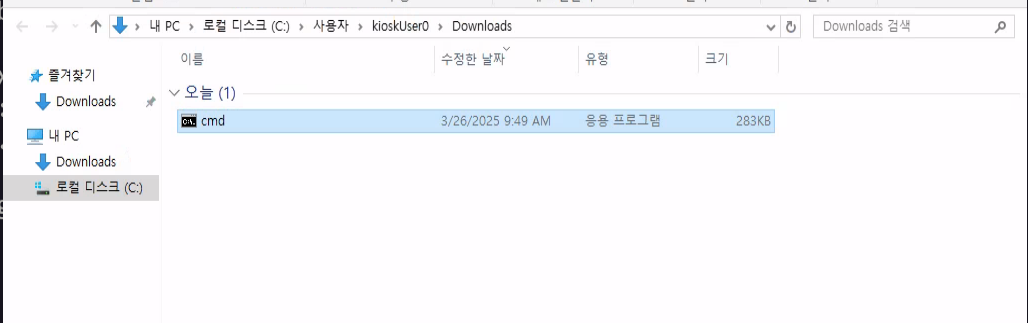 내 PC › 로컬 디스크 (C:) › 사용자 › kioskUser0 › Downloads
Downloads 검색
이름 수정한 날짜 유형 크기
즐겨찾기
Downloads
내 PC
Downloads
로컬 디스크 (C:)
오늘 (1)
cmd 3/26/2025 9:49 AM 응용 프로그램 283KB